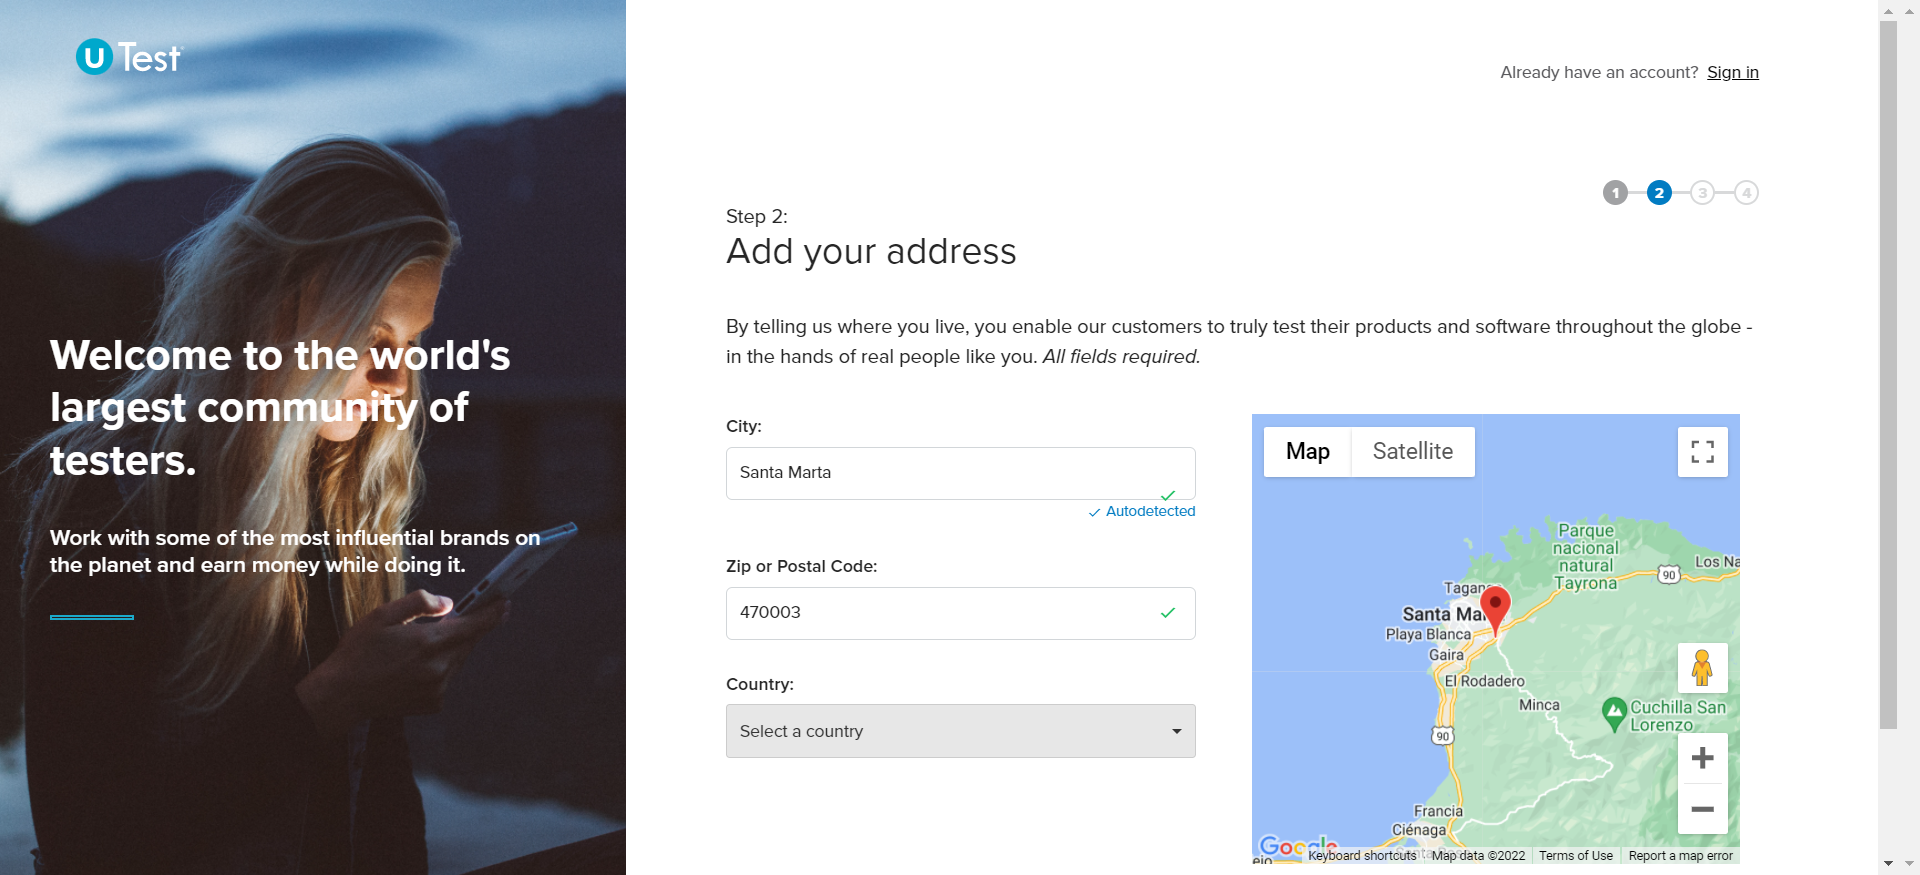 U Test
Already have an account? Sign in
1 2 3 4
Step 2:
Add your address
By telling us where you live, you enable our customers to truly test their products and software throughout the globe -
in the hands of real people like you. All fields required.
Welcome to the world's
largest community of
testers.
Work with some of the most influential brands on
the planet and earn money while doing it.
City:
Santa Marta
Autodetected
Zip or Postal Code:
470003
Country:
Select a country
Map
Satellite
Parque
nacional
natural
Tayrona
90
Los Na
Tagan
Santa Ma
Playa Blanca
Gaira
El Rodadero
Minca
Cuchilla San
Lorenzo
90
Francia
Ciénaga
Google
Keyboard shortcuts
Map data ©2022
Terms of Use
Report a map error